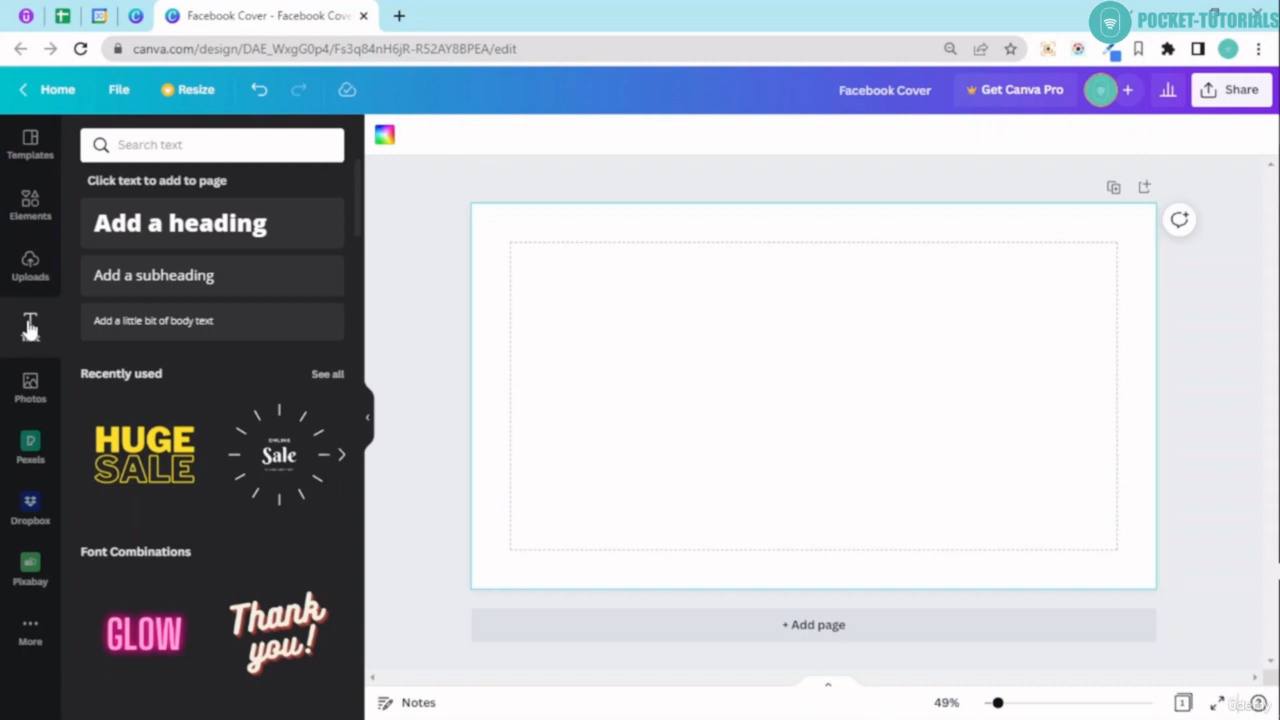 Facebook Cover - Facebook Cove
POCKET-TUTORIALS
canva.com/design/DAE_WxgG0p4/Fs3q84nH6jR-R52AY8BPEA/edit
Home
File
Resize
Facebook Cover
Get Canva Pro
Share
Templates
Elements
Uploads
Photos
Pexels
Dropbox
Pixabay
More
Search text
Click text to add to page
Add a heading
Add a subheading
Add a little bit of body text
Recently used
See all
HUGE
SALE
ONLINE
Sale
Font Combinations
GLOW
Thank
you!
+ Add page
Notes
49%
1
Udemy